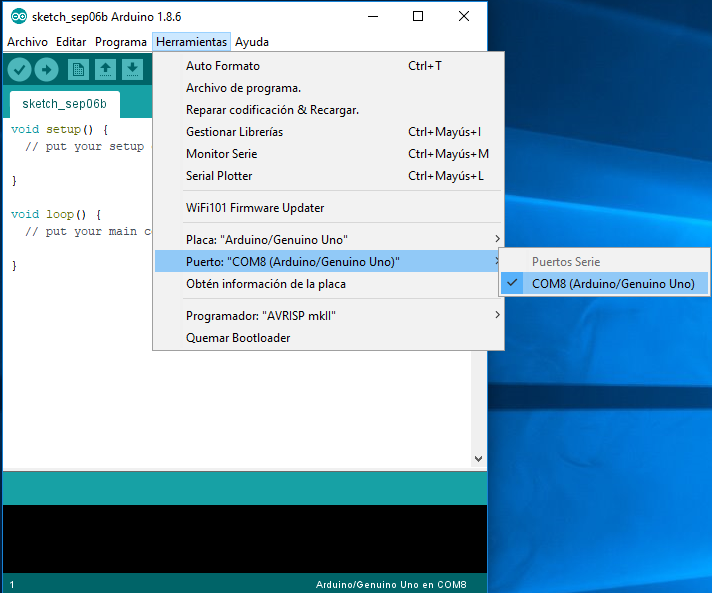 sketch_sep06b Arduino 1.8.6
Archivo Editar Programa Herramientas Ayuda
sketch_sep06b
void setup() {
// put your setup
}
void loop() {
// put your main
}
Auto Formato Ctrl+T
Archivo de programa.
Reparar codificación & Recargar.
Gestionar Librerías Ctrl+Mayús+I
Monitor Serie Ctrl+Mayús+M
Serial Plotter Ctrl+Mayús+L
WiFi101 Firmware Updater
Placa: "Arduino/Genuino Uno"
Puerto: "COM8 (Arduino/Genuino Uno)"
Obtén información de la placa
Programador: "AVRISP mkII"
Quemar Bootloader
Puertos Serie
COM8 (Arduino/Genuino Uno)
1 Arduino/Genuino Uno en COM8